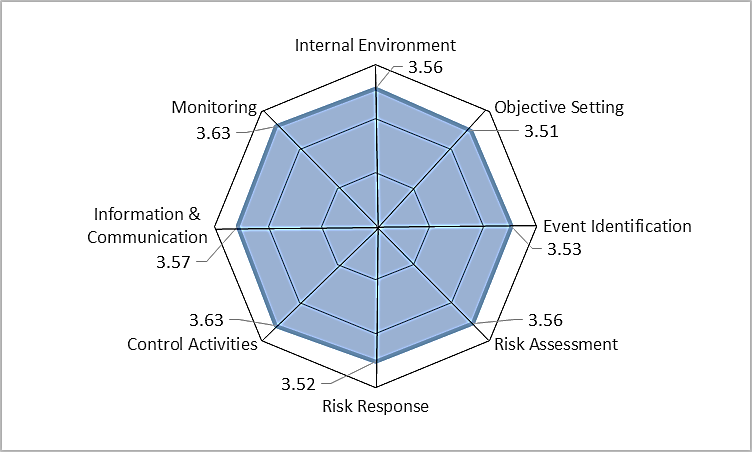 Internal Environment
3.56
Objective Setting
3.51
Event Identification
3.53
3.56
Risk Assessment
3.52
Risk Response
3.63
Control Activities
Information &
Communication
3.57
Monitoring
3.63